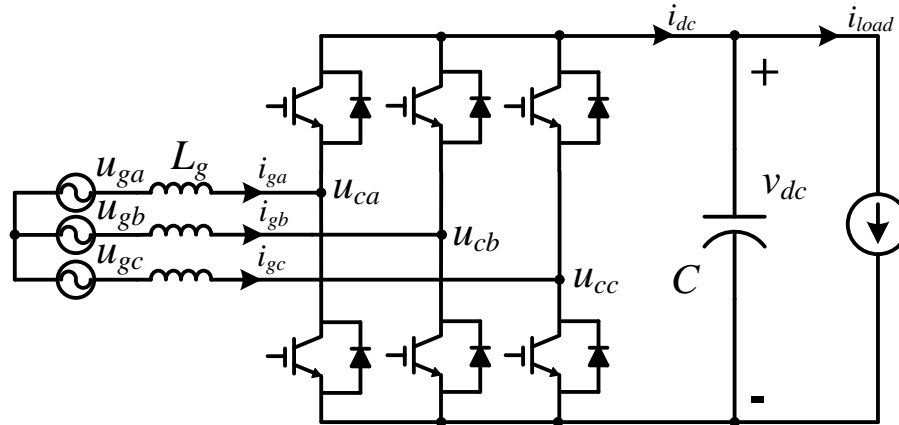 i_dc
i_load
+
u_ga
L_g
i_ga
u_ca
u_gb
i_gb
u_cb
v_dc
u_gc
i_gc
u_cc
C
-